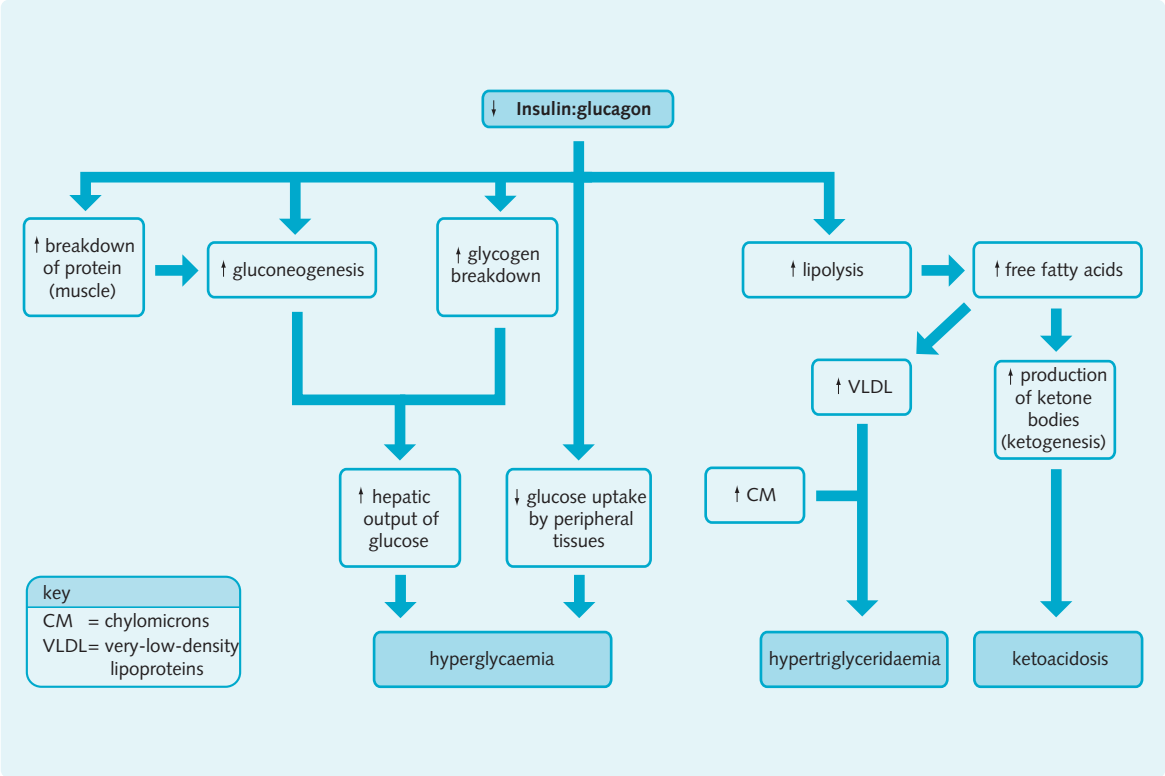 ↓ Insulin:glucagon
↑ breakdown
of protein
(muscle)
↑ gluconeogenesis
↑ glycogen
breakdown
↑ lipolysis
↑ free fatty acids
↑ VLDL
↑ production
of ketone
bodies
(ketogenesis)
↑ hepatic
output of
glucose
↓ glucose uptake
by peripheral
tissues
↑ CM
key
CM = chylomicrons
VLDL= very-low-density
lipoproteins
hyperglycaemia
hypertriglyceridaemia
ketoacidosis